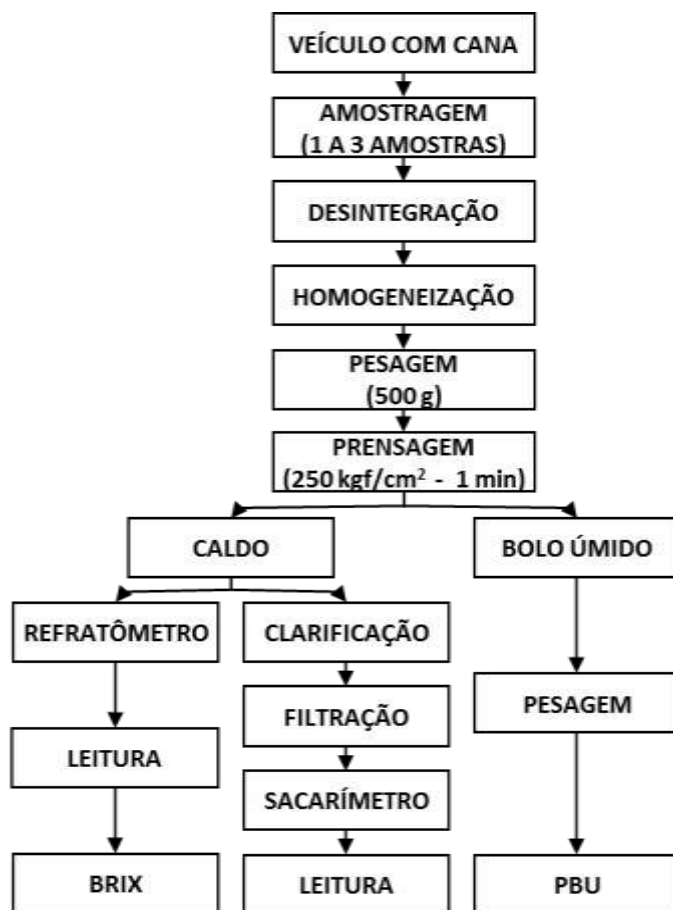 VEÍCULO COM CANA
AMOSTRAGEM
(1 A 3 AMOSTRAS)
DESINTEGRAÇÃO
HOMOGENEIZAÇÃO
PESAGEM
(500 g)
PRENSAGEM
(250 kgf/cm² - 1 min)
CALDO
BOLO ÚMIDO
REFRATÔMETRO
CLARIFICAÇÃO
FILTRAÇÃO
PESAGEM
LEITURA
SACARÍMETRO
BRIX
LEITURA
PBU